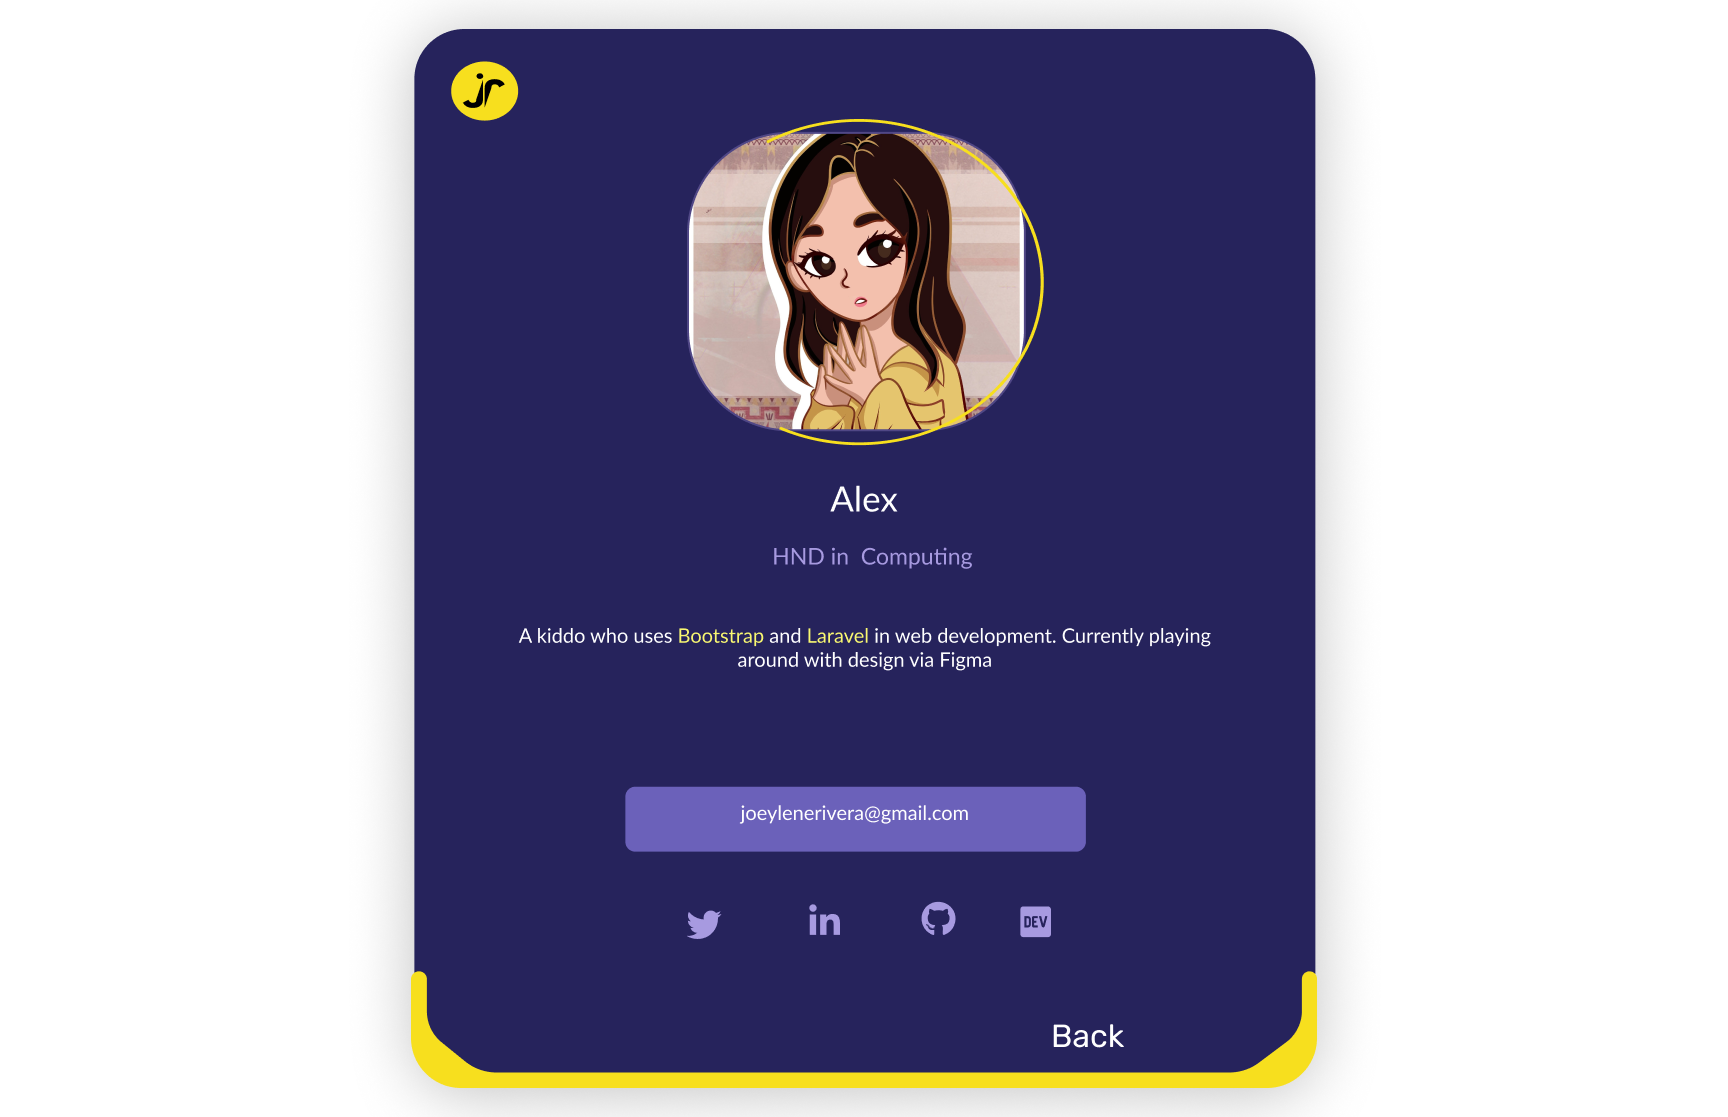 jr
Alex
HND in  Computing
A kiddo who uses Bootstrap and Laravel in web development. Currently playing
around with design via Figma
joeylenerivera@gmail.com
in
DEV
Back